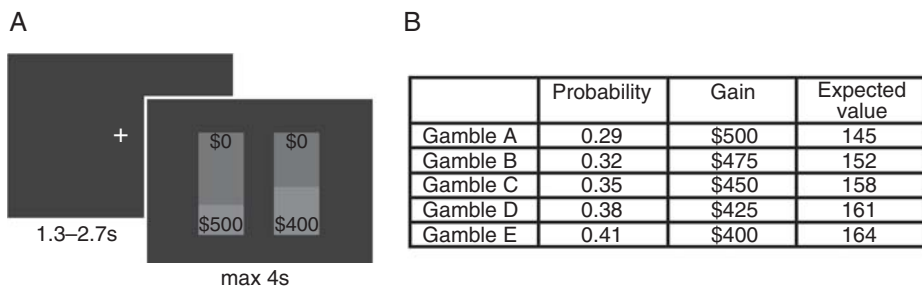 A
B
+
$0 $0
$500 $400
1.3–2.7s
max 4s
Probability Gain Expected value
Gamble A 0.29 $500 145
Gamble B 0.32 $475 152
Gamble C 0.35 $450 158
Gamble D 0.38 $425 161
Gamble E 0.41 $400 164